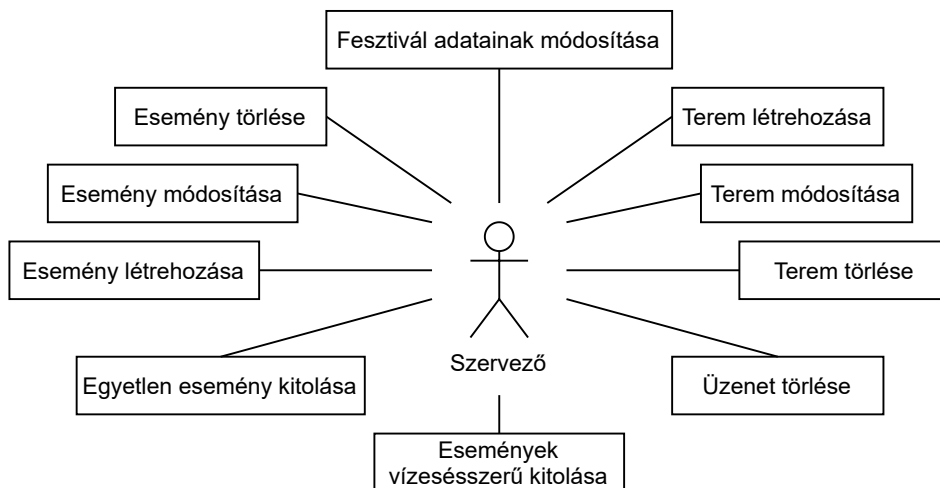 Fesztivál adatainak módosítása
Esemény törlése
Terem létrehozása
Esemény módosítása
Terem módosítása
Esemény létrehozása
Terem törlése
Szervező
Egyetlen esemény kitolása
Üzenet törlése
Események
vízesésszerű kitolása